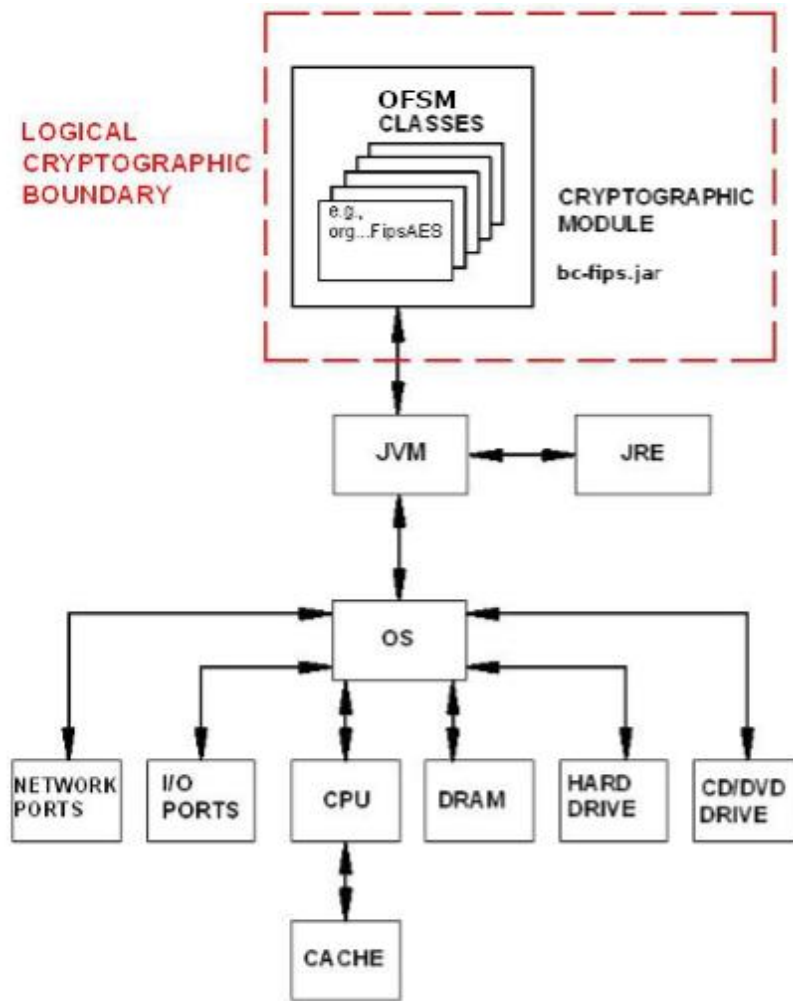 OFSM
CLASSES
LOGICAL
CRYPTOGRAPHIC
BOUNDARY
e.g.,
org...FipsAES
CRYPTOGRAPHIC
MODULE
bc-fips.jar
JVM
JRE
OS
NETWORK
PORTS
I/O
PORTS
CPU
DRAM
HARD
DRIVE
CD/DVD
DRIVE
CACHE